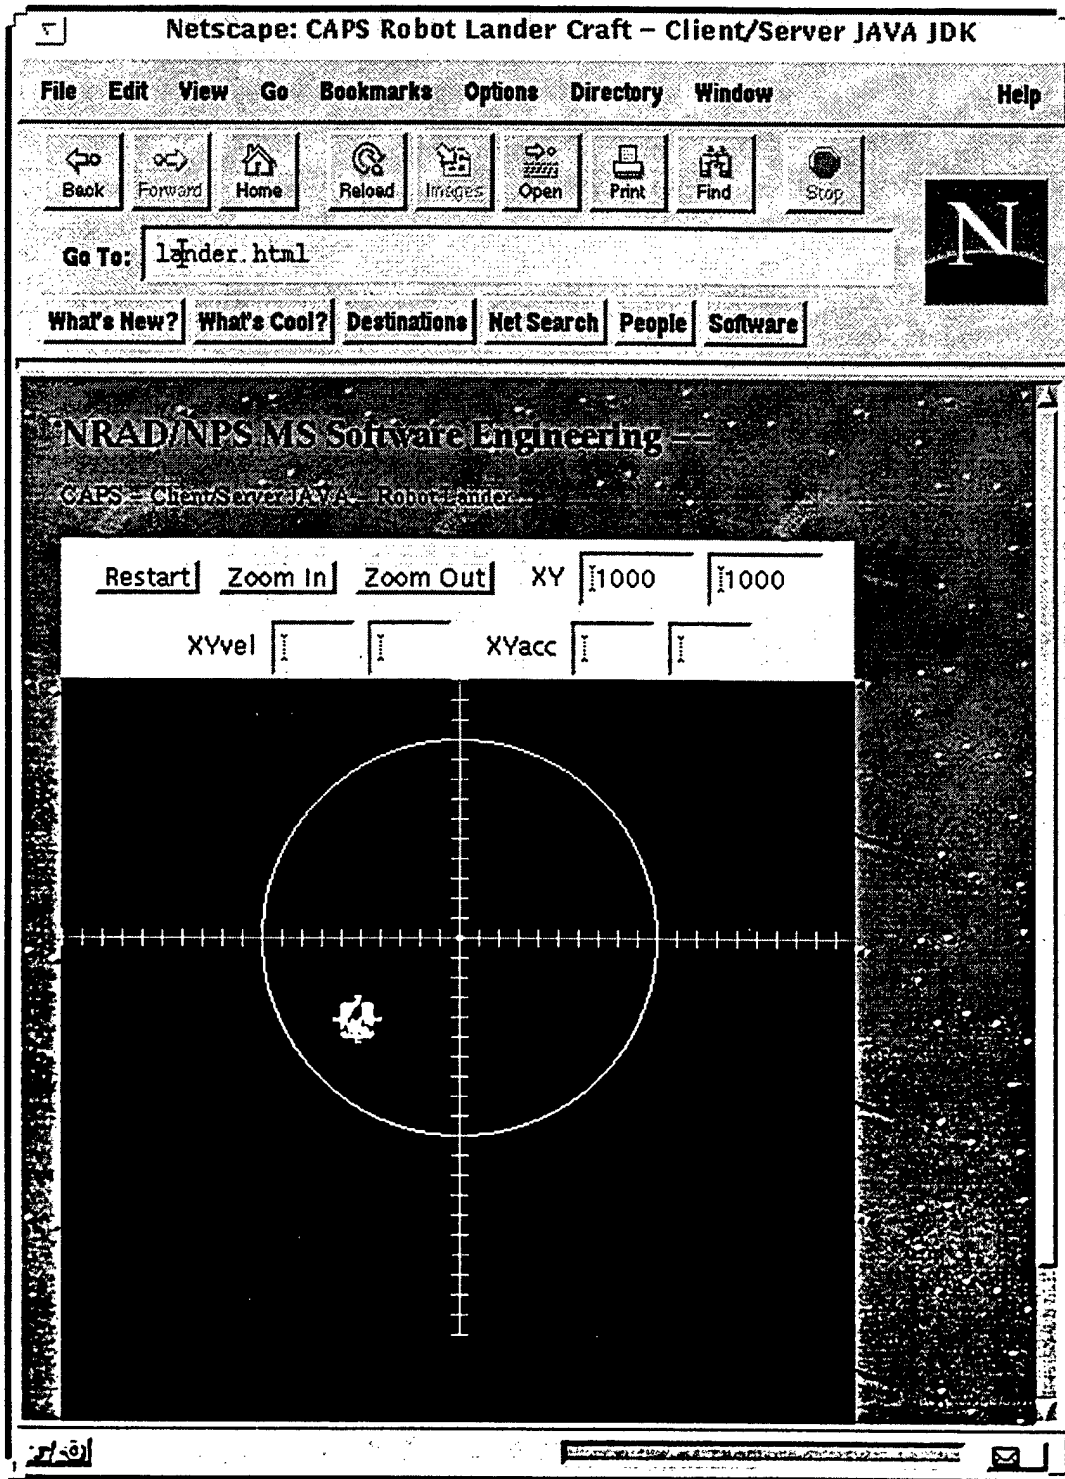 Netscape: CAPS Robot Lander Craft – Client/Server JAVA JDK
File Edit View Go Bookmarks Options Directory Window Help
Back Forward Home Reload Images Open Print Find Stop
N
Go To: lander.html
What's New? What's Cool? Destinations Net Search People Software
NRAD/NPS MS Software Engineering --
CAPS - Client/Server JAVA - Robot Lander
Restart Zoom In Zoom Out XY 1000 1000
XYvel XYacc